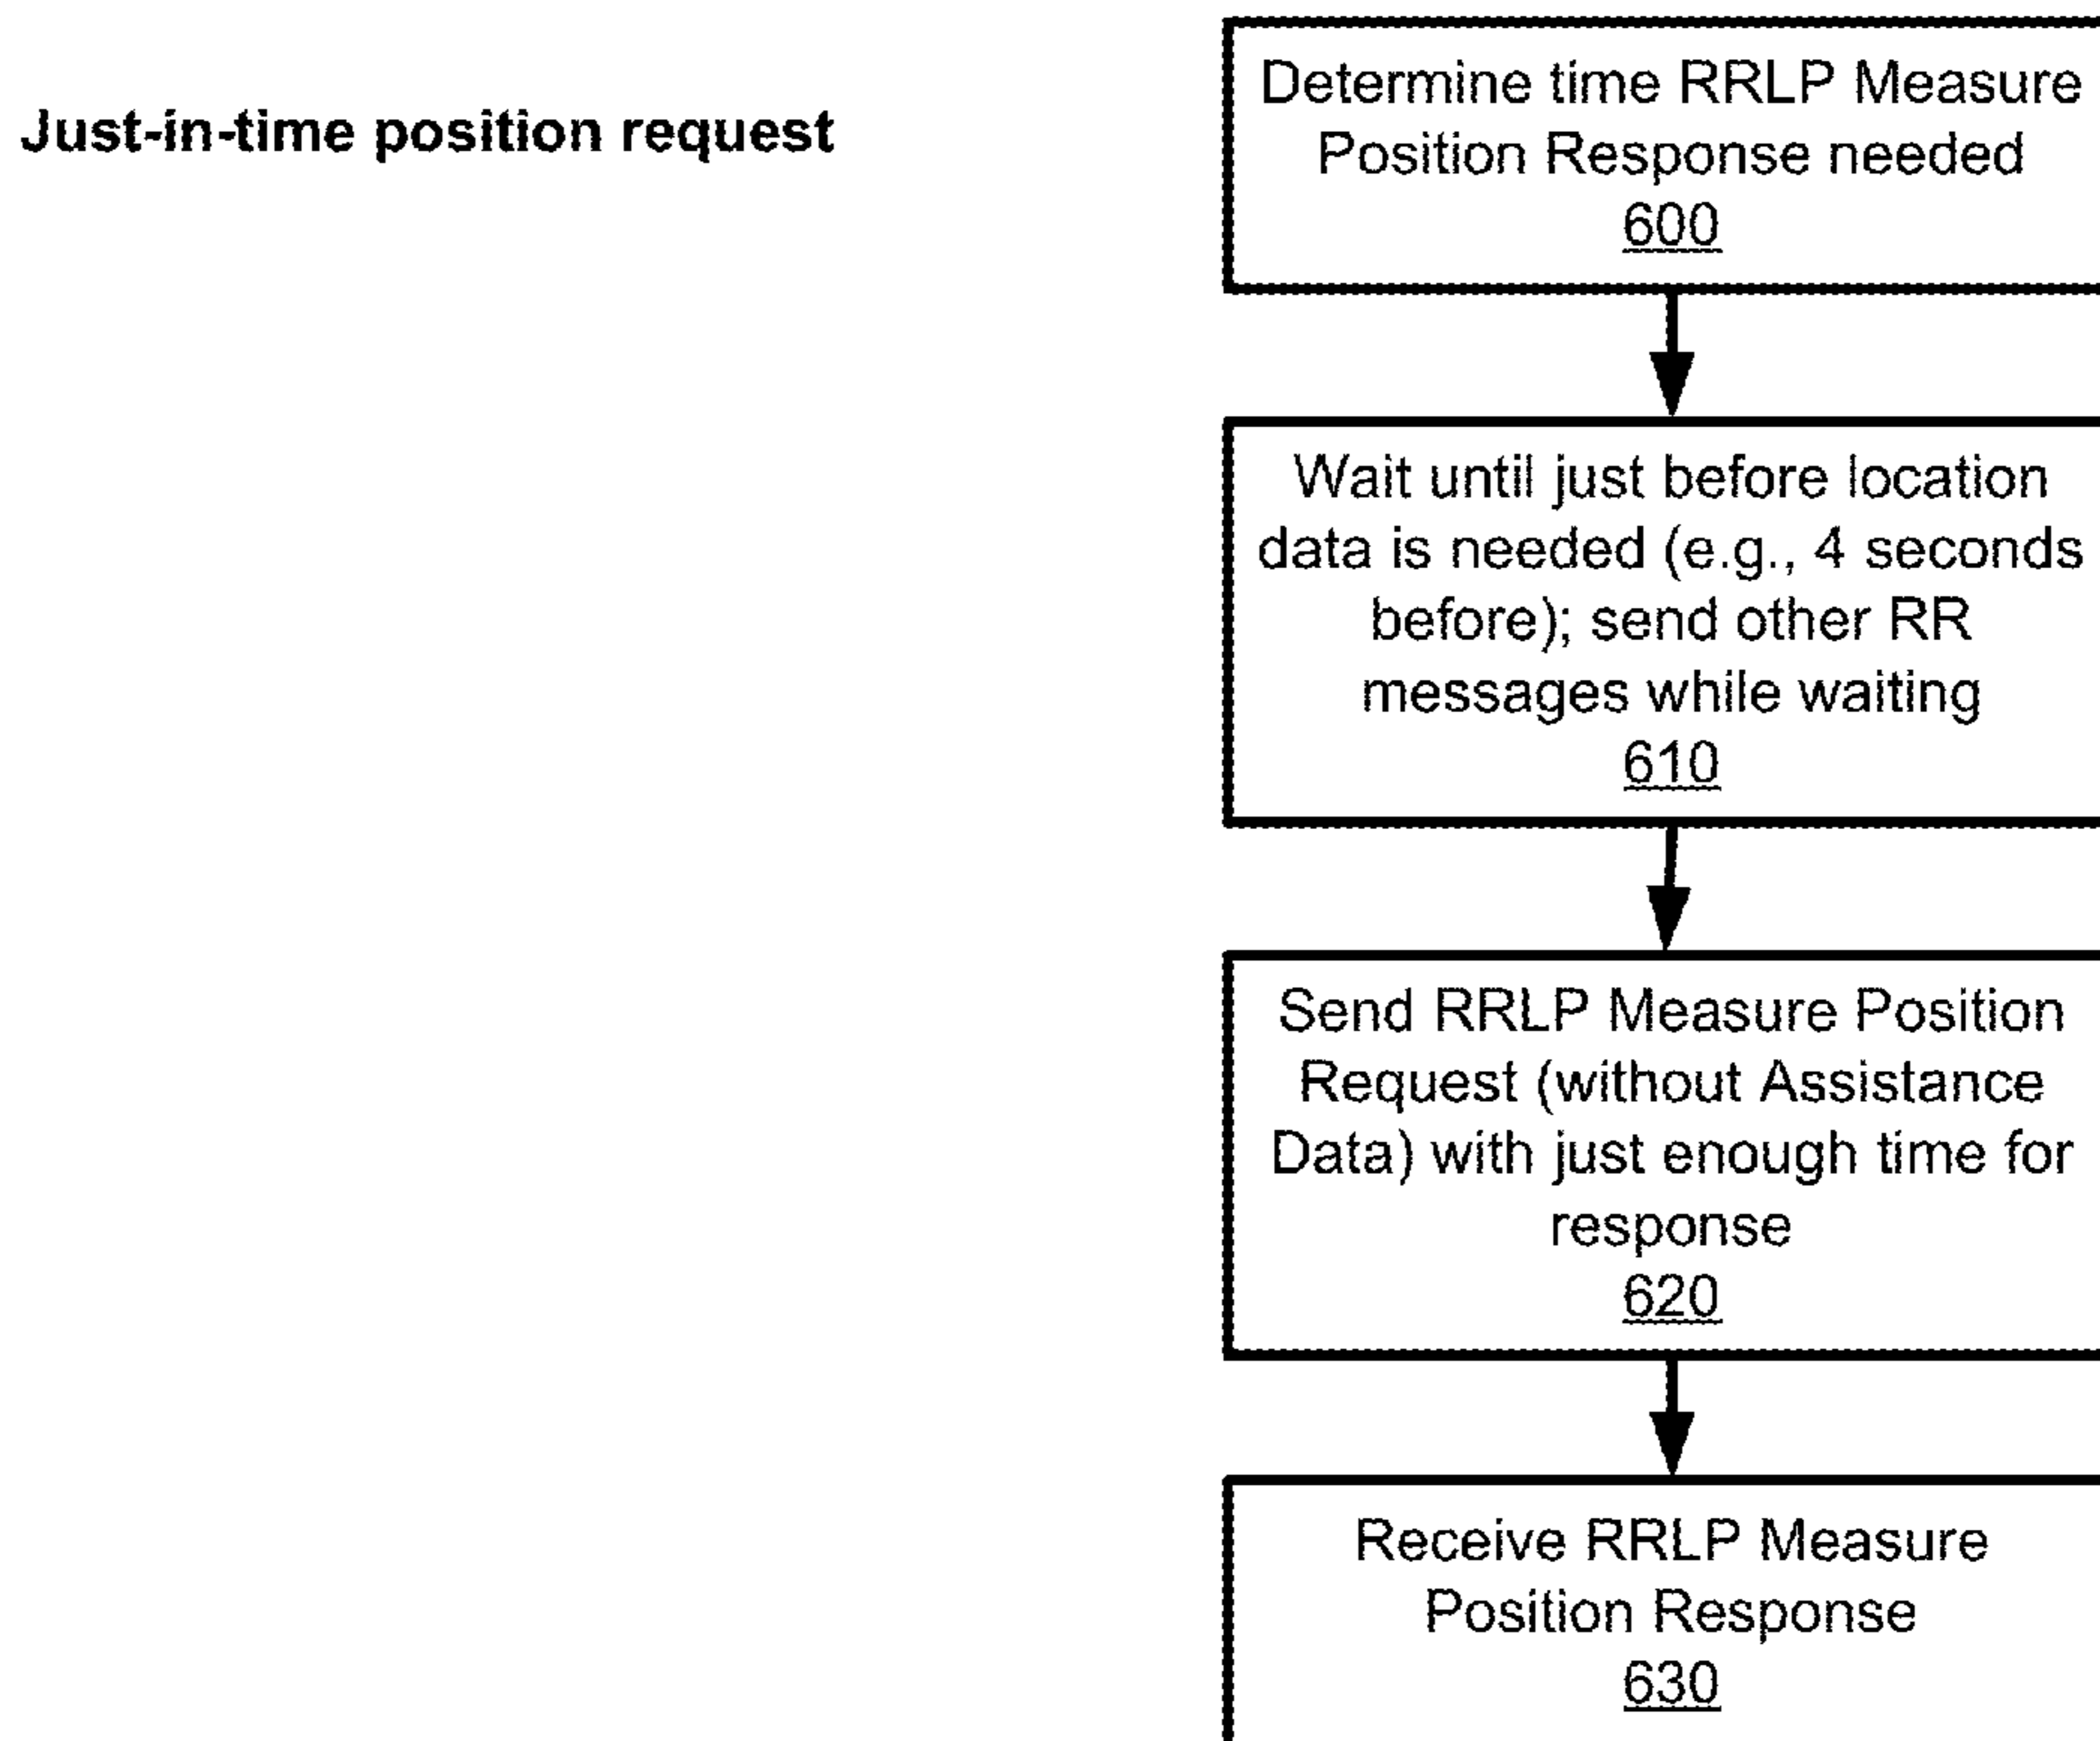 Just-in-time position request
Determine time RRLP Measure
Position Response needed
600
Wait until just before location
data is needed (e.g., 4 seconds
before); send other RR
messages while waiting
610
Send RRLP Measure Position
Request (without Assistance
Data) with just enough time for
response
620
Receive RRLP Measure
Position Response
630